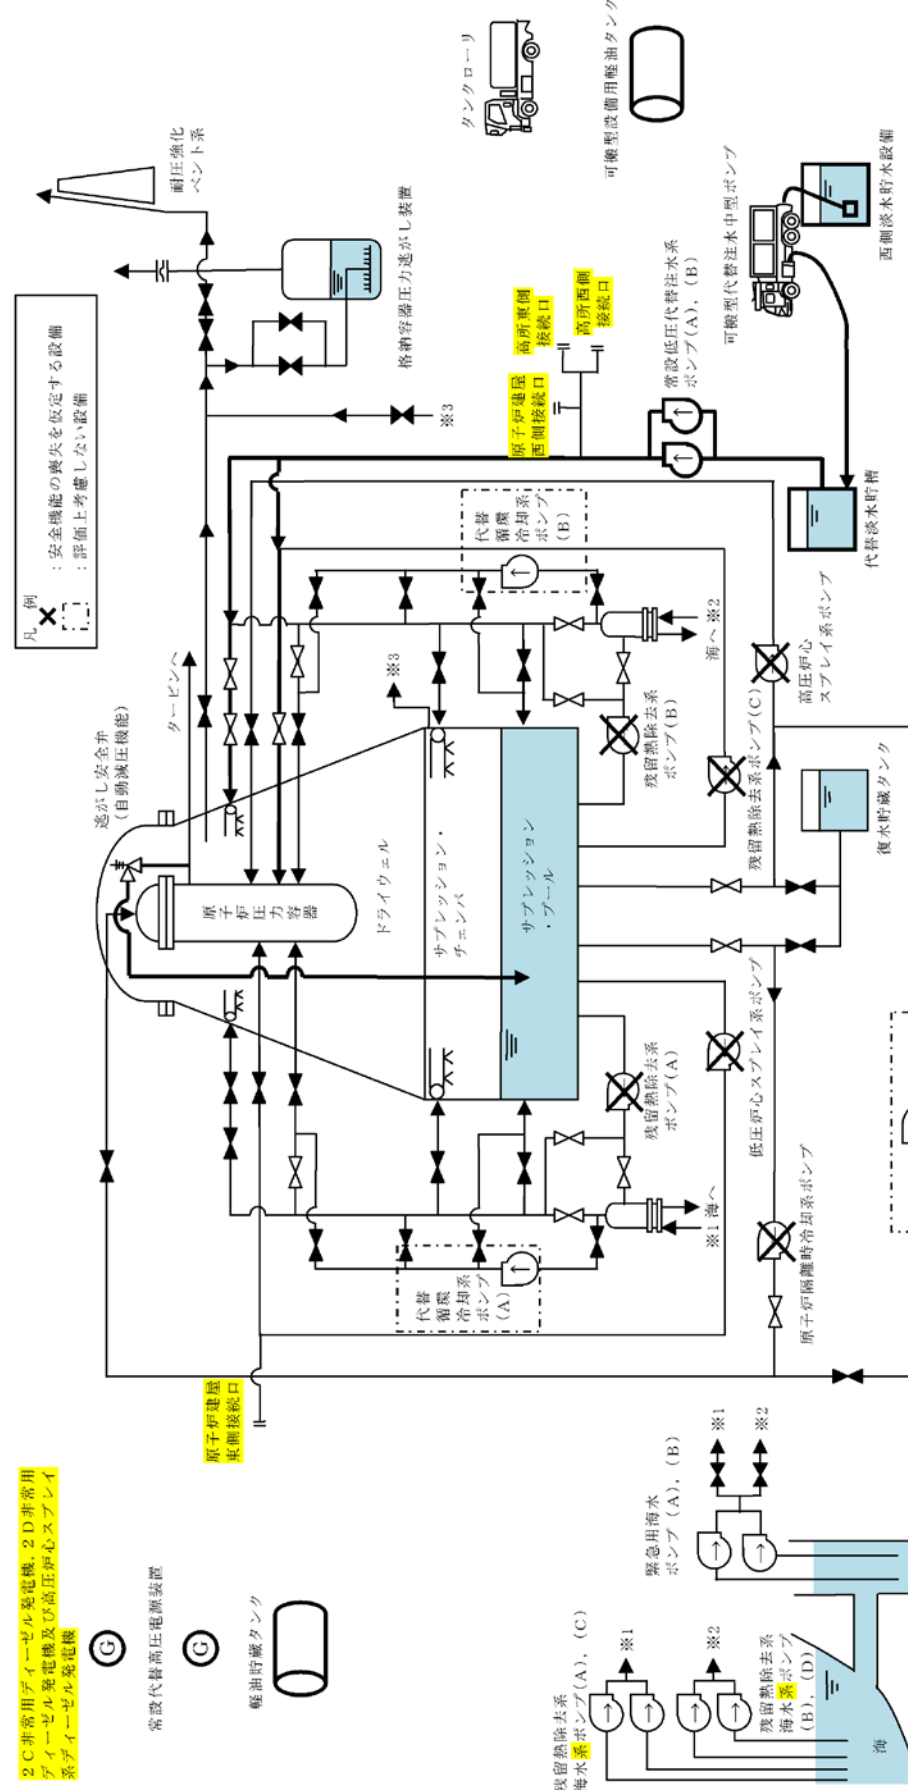 2C非常用ディーゼル発電機，2D非常用
ディーゼル発電機及び高圧炉心スプレイ
系ディーゼル発電機
G
常設代替高圧電源装置
G
軽油貯蔵タンク
残留熱除去系
海水系ポンプ(A)，(C)
※1
※2
残留熱除去系
海水系ポンプ
(B)，(D)
海
緊急用海水
ポンプ(A)，(B)
※1
※2
原子炉建屋
東側接続口
代替
循環
冷却系
ポンプ
(A)
※1
海へ
残留熱除去系
ポンプ(A)
低圧炉心スプレイ系ポンプ
原子炉隔離時冷却系ポンプ
逃がし安全弁
(自動減圧機能)
タービンへ
原子炉圧力容器
ドライウェル
サプレッション・
チェンバ
サプレッション
・プール
※3
残留熱除去系
ポンプ(B)
海へ
※2
代替
循環
冷却系
ポンプ
(B)
残留熱除去系ポンプ(C)
高圧炉心
スプレイ系ポンプ
復水貯蔵タンク
凡例
：安全機能の喪失を仮定する設備
：評価上考慮しない設備
耐圧強化
ベント系
格納容器圧力逃がし装置
※3
原子炉建屋
西側接続口
高所東側
接続口
高所西側
接続口
常設低圧代替注水系
ポンプ(A)，(B)
代替淡水貯槽
可搬型代替注水中型ポンプ
西側淡水貯水設備
タンクローリ
可搬型設備用軽油タンク